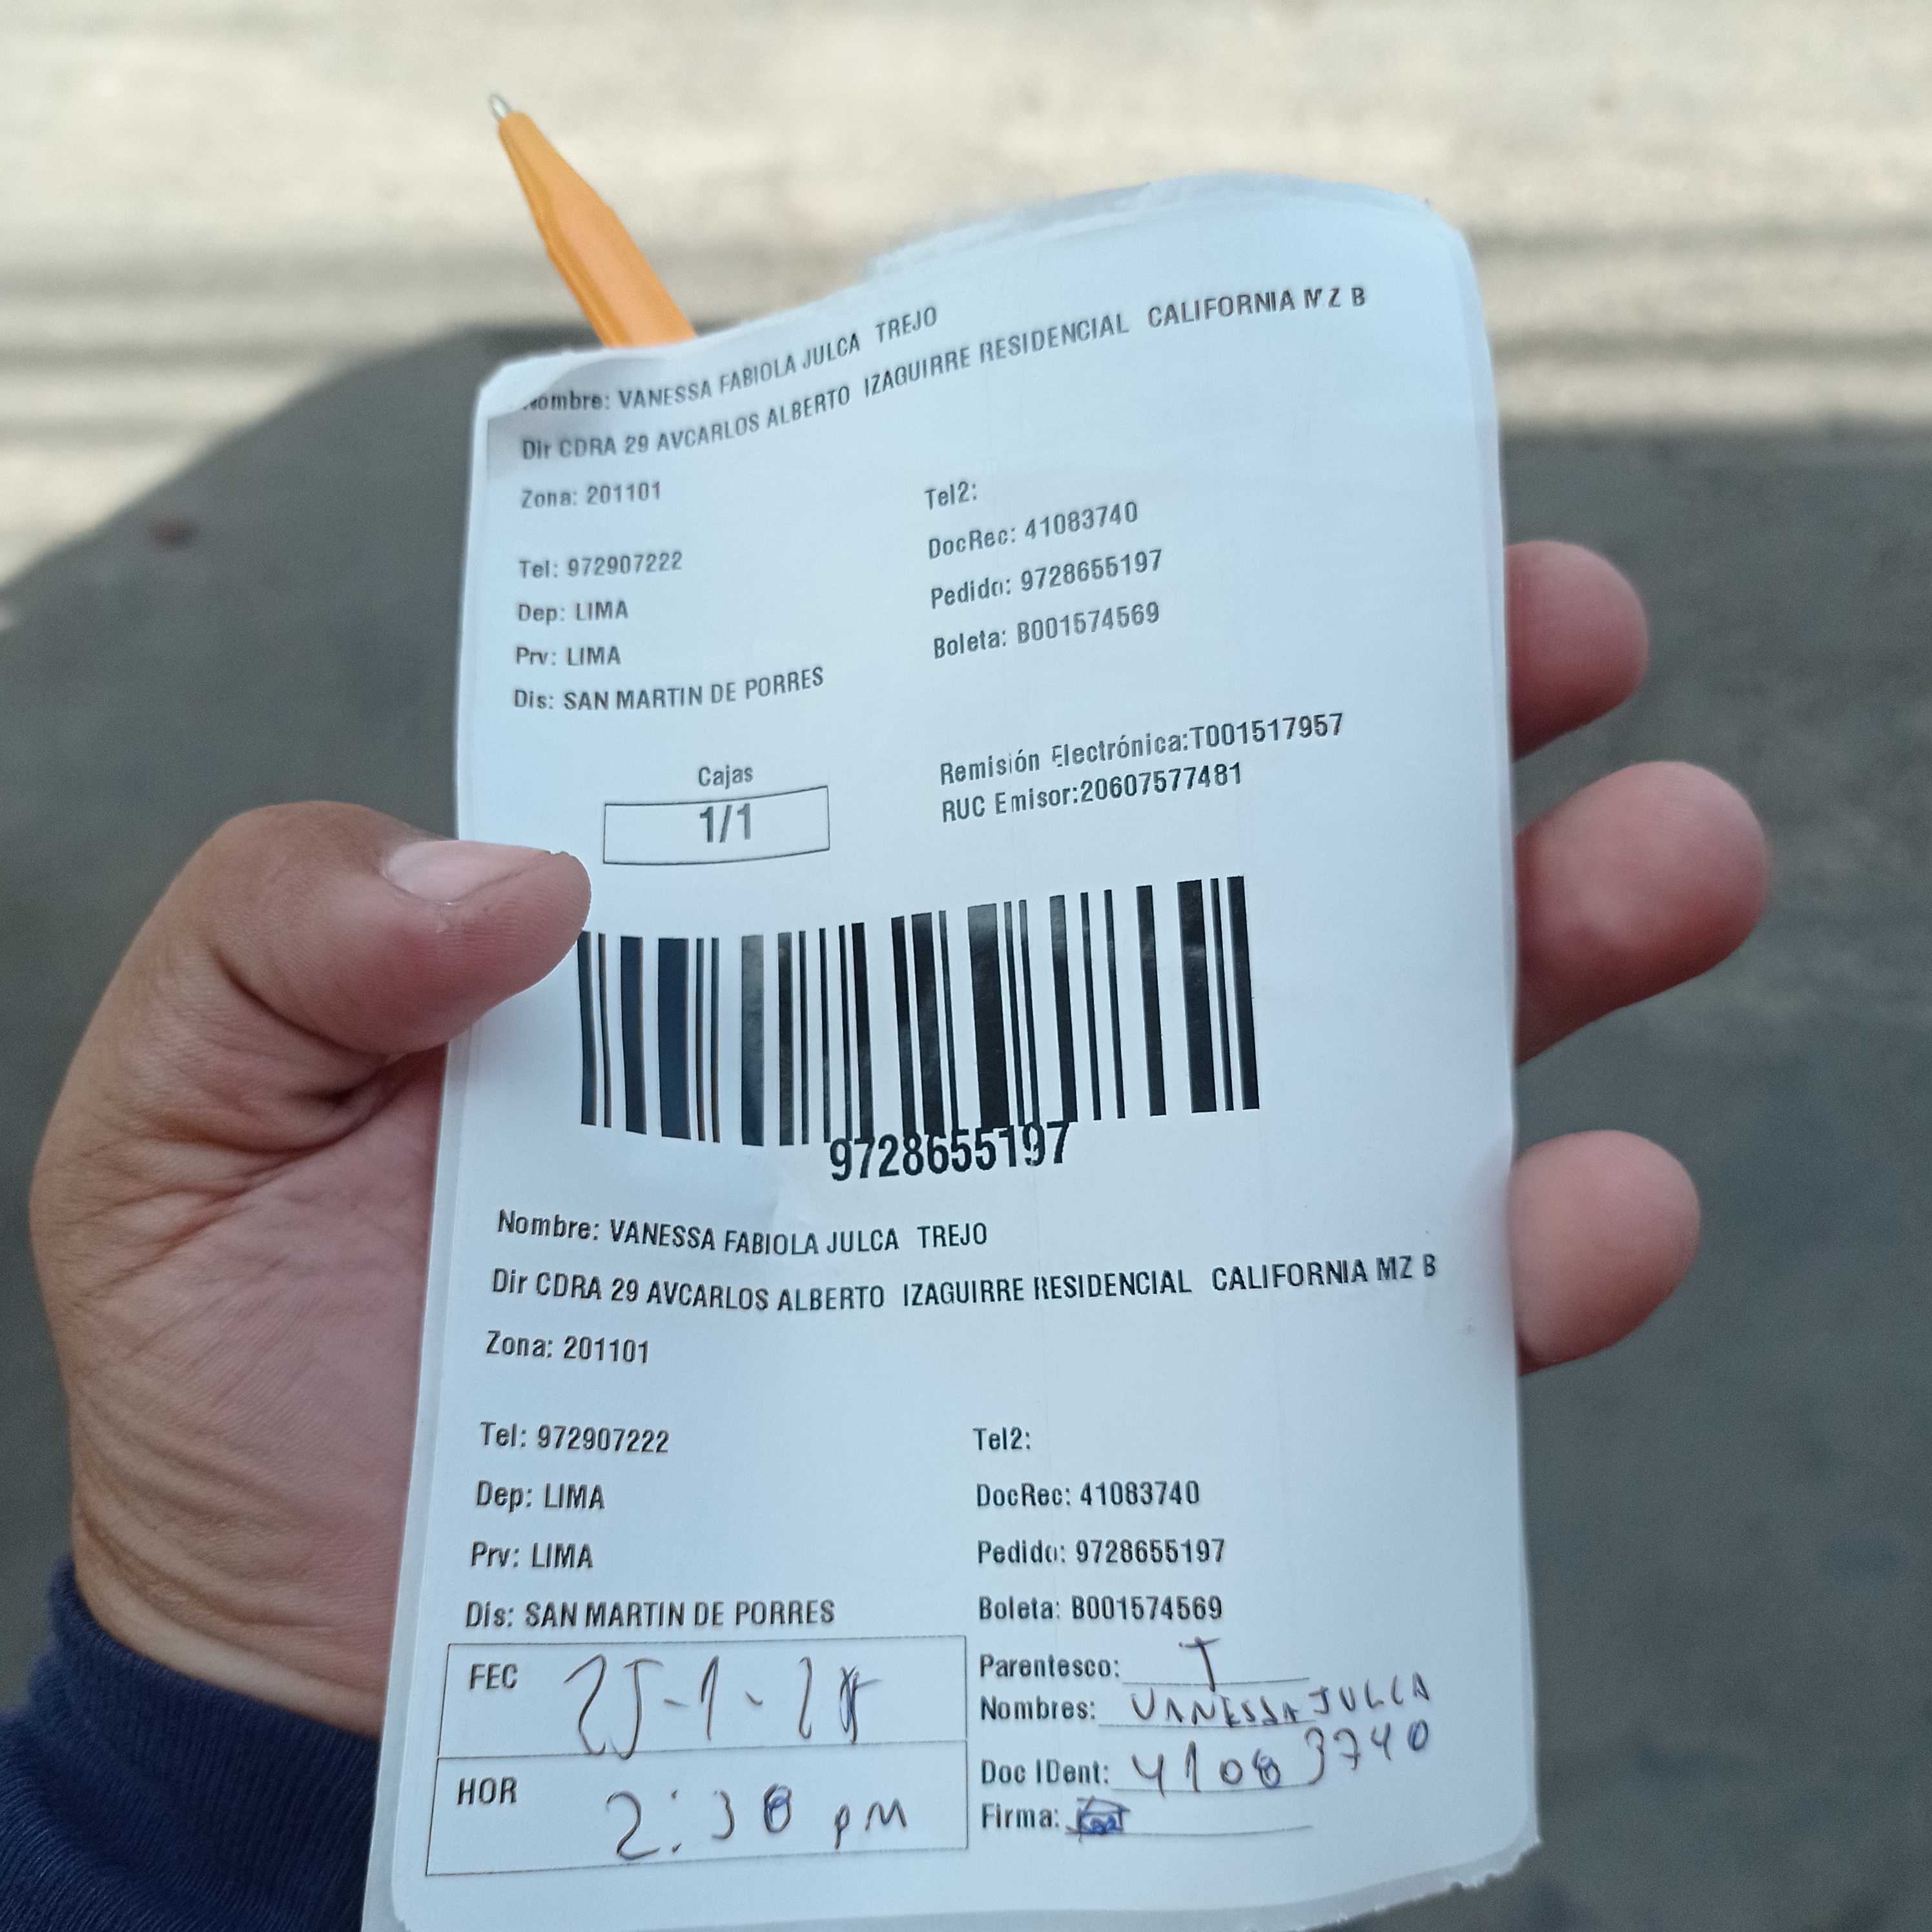 Nombre: VANESSA FABIOLA JULCA TREJO
Dir CDRA 29 AVCARLOS ALBERTO IZAGUIRRE RESIDENCIAL CALIFORNIA MZ B
Zona: 201101
Tel2:
Tel: 972907222
DocRec: 41083740
Dep: LIMA
Pedido: 9728655197
Prv: LIMA
Boleta: B001574569
Dis: SAN MARTIN DE PORRES
Cajas
1/1
Remisión Electrónica:T001517957
RUC Emisor:20607577481
9728655197
Nombre: VANESSA FABIOLA JULCA TREJO
Dir CDRA 29 AVCARLOS ALBERTO IZAGUIRRE RESIDENCIAL CALIFORNIA MZ B
Zona: 201101
Tel: 972907222
Tel2:
Dep: LIMA
DocRec: 41083740
Prv: LIMA
Pedido: 9728655197
Dis: SAN MARTIN DE PORRES
Boleta: B001574569
FEC
Parentesco: T
Nombres: VANESSA JULCA
HOR 2:30 PM
Doc IDent: 41083740
Firma: